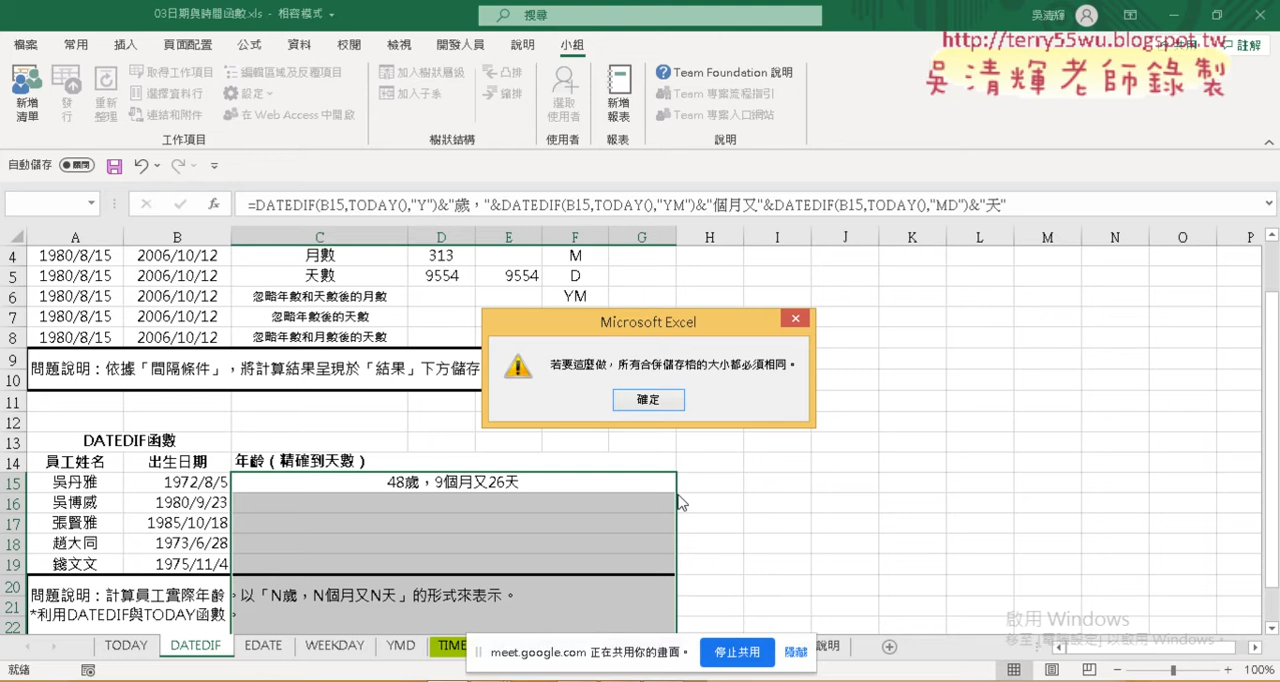 03日期與時間函數.xls - 相容模式
搜尋
吳清輝
http://terry55wu.blogspot.tw
吳清輝老師錄製
檔案 常用 插入 頁面配置 公式 資料 校閱 檢視 開發人員 說明 小組
註解
新增清單
發行
重新整理
取得工作項目
選擇資料行
連結和附件
編輯區域及反覆項目
設定
在 Web Access 中開啟
工作項目
加入樹狀層級
加入子系
凸排
縮排
樹狀結構
選取使用者
使用者
新增報表
報表
Team Foundation 說明
Team 專案流程指引
Team 專案入口網站
說明
自動儲存 關閉
=DATEDIF(B15,TODAY(),"Y")&"歲，"&DATEDIF(B15,TODAY(),"YM")&"個月又"&DATEDIF(B15,TODAY(),"MD")&"天"
A B C D E F G H I J K L M N O P
4 1980/8/15 2006/10/12 月數 313 M
5 1980/8/15 2006/10/12 天數 9554 9554 D
6 1980/8/15 2006/10/12 忽略年數和天數後的月數 YM
7 1980/8/15 2006/10/12 忽略年數後的天數
8 1980/8/15 2006/10/12 忽略年數和月數後的天數
9
問題說明：依據「間隔條件」，將計算結果呈現於「結果」下方儲存
10
11
12
13 DATEDIF函數
14 員工姓名 出生日期 年齡（精確到天數）
15 吳丹雅 1972/8/5 48歲，9個月又26天
16 吳博威 1980/9/23
17 張賢雅 1985/10/18
18 趙大同 1973/6/28
19 錢文文 1975/11/4
20 問題說明：計算員工實際年齡。以「N歲，N個月又N天」的形式來表示。
21 *利用DATEDIF與TODAY函數。
22
Microsoft Excel
若要這麼做，所有合併儲存格的大小都必須相同。
確定
啟用 Windows
移至 [電腦設定] 以啟用 Windows。
TODAY DATEDIF EDATE WEEKDAY YMD TIME 說明
meet.google.com 正在共用你的畫面。 停止共用 隱藏
就緒
100%